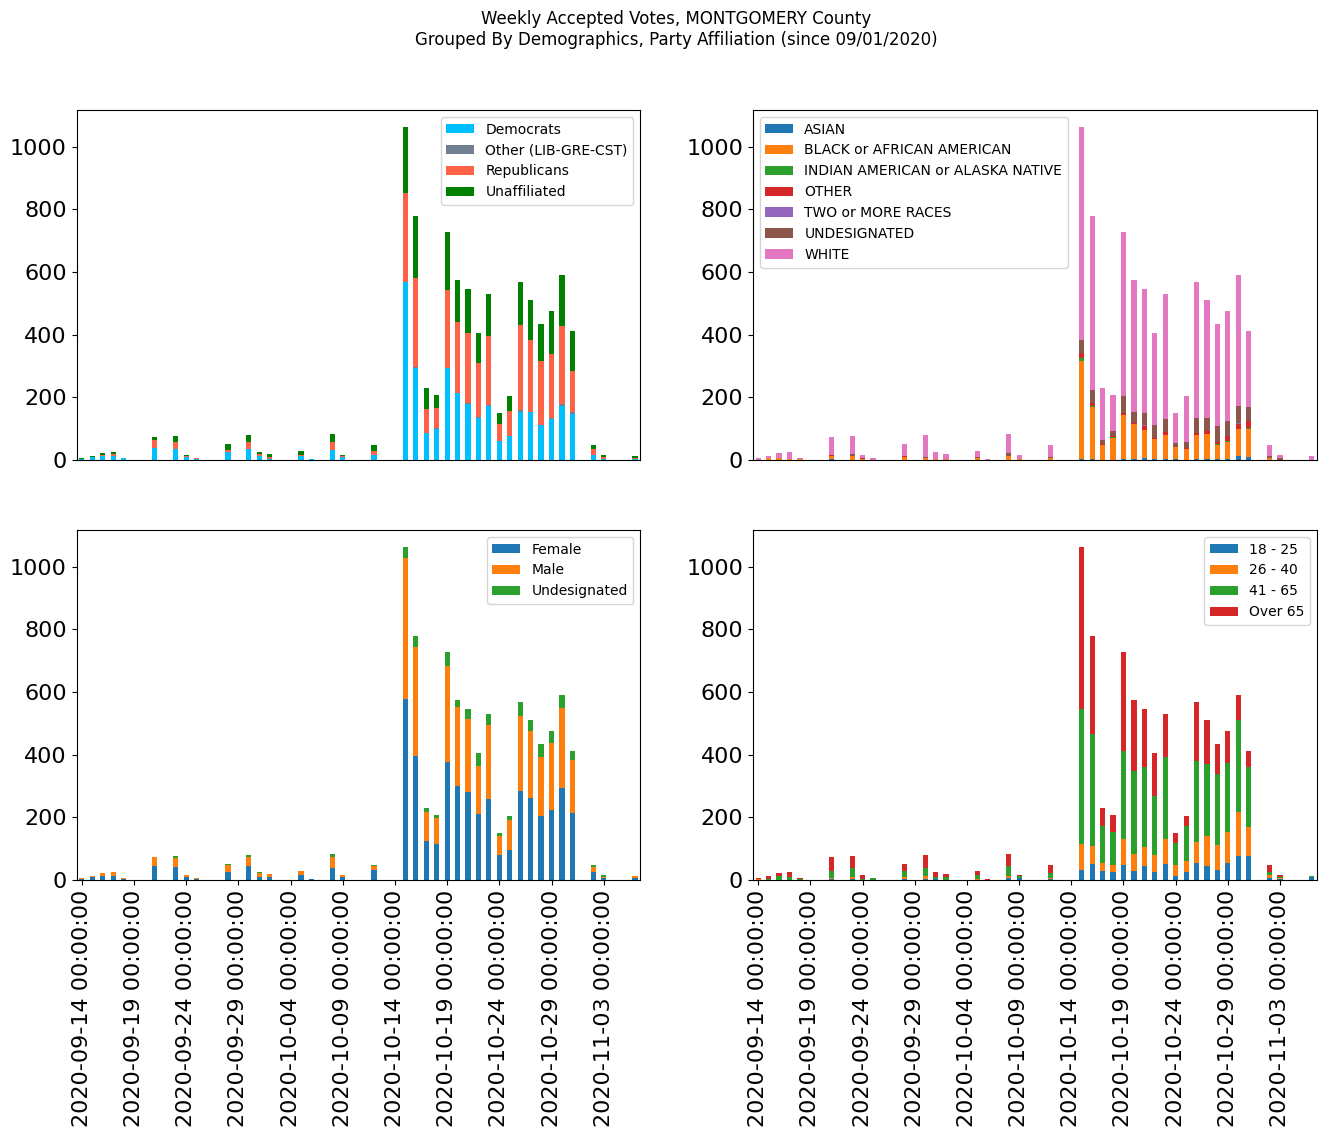 Weekly Accepted Votes, MONTGOMERY County
Grouped By Demographics, Party Affiliation (since 09/01/2020)
1000
800
600
400
200
0
Democrats
Other (LIB-GRE-CST)
Republicans
Unaffiliated
1000
800
600
400
200
0
ASIAN
BLACK or AFRICAN AMERICAN
INDIAN AMERICAN or ALASKA NATIVE
OTHER
TWO or MORE RACES
UNDESIGNATED
WHITE
1000
800
600
400
200
0
Female
Male
Undesignated
2020-09-14 00:00:00
2020-09-19 00:00:00
2020-09-24 00:00:00
2020-09-29 00:00:00
2020-10-04 00:00:00
2020-10-09 00:00:00
2020-10-14 00:00:00
2020-10-19 00:00:00
2020-10-24 00:00:00
2020-10-29 00:00:00
2020-11-03 00:00:00
1000
800
600
400
200
0
18 - 25
26 - 40
41 - 65
Over 65
2020-09-14 00:00:00
2020-09-19 00:00:00
2020-09-24 00:00:00
2020-09-29 00:00:00
2020-10-04 00:00:00
2020-10-09 00:00:00
2020-10-14 00:00:00
2020-10-19 00:00:00
2020-10-24 00:00:00
2020-10-29 00:00:00
2020-11-03 00:00:00